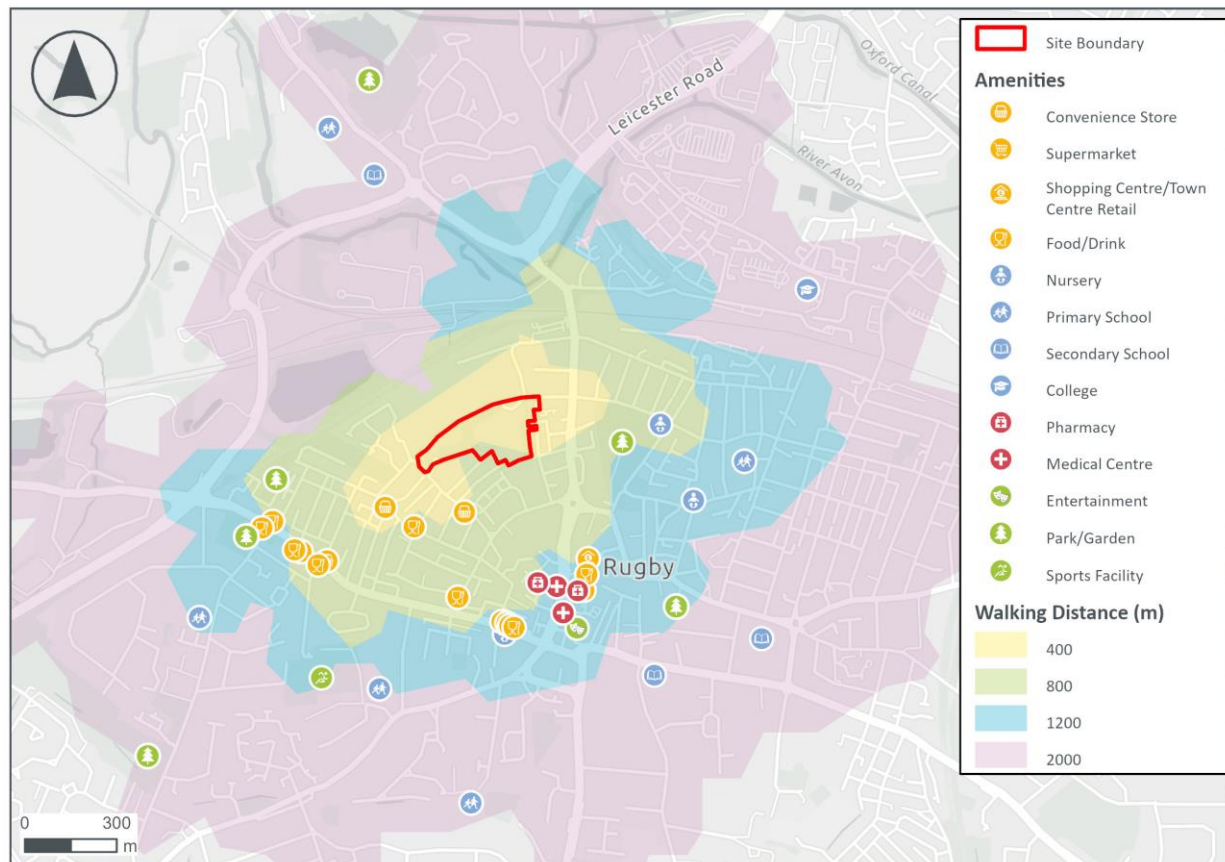 Leicester Road
Oxford Canal
River Avon
Rugby
0 300
m
Site Boundary
Amenities
Convenience Store
Supermarket
Shopping Centre/Town
Centre Retail
Food/Drink
Nursery
Primary School
Secondary School
College
Pharmacy
Medical Centre
Entertainment
Park/Garden
Sports Facility
Walking Distance (m)
400
800
1200
2000